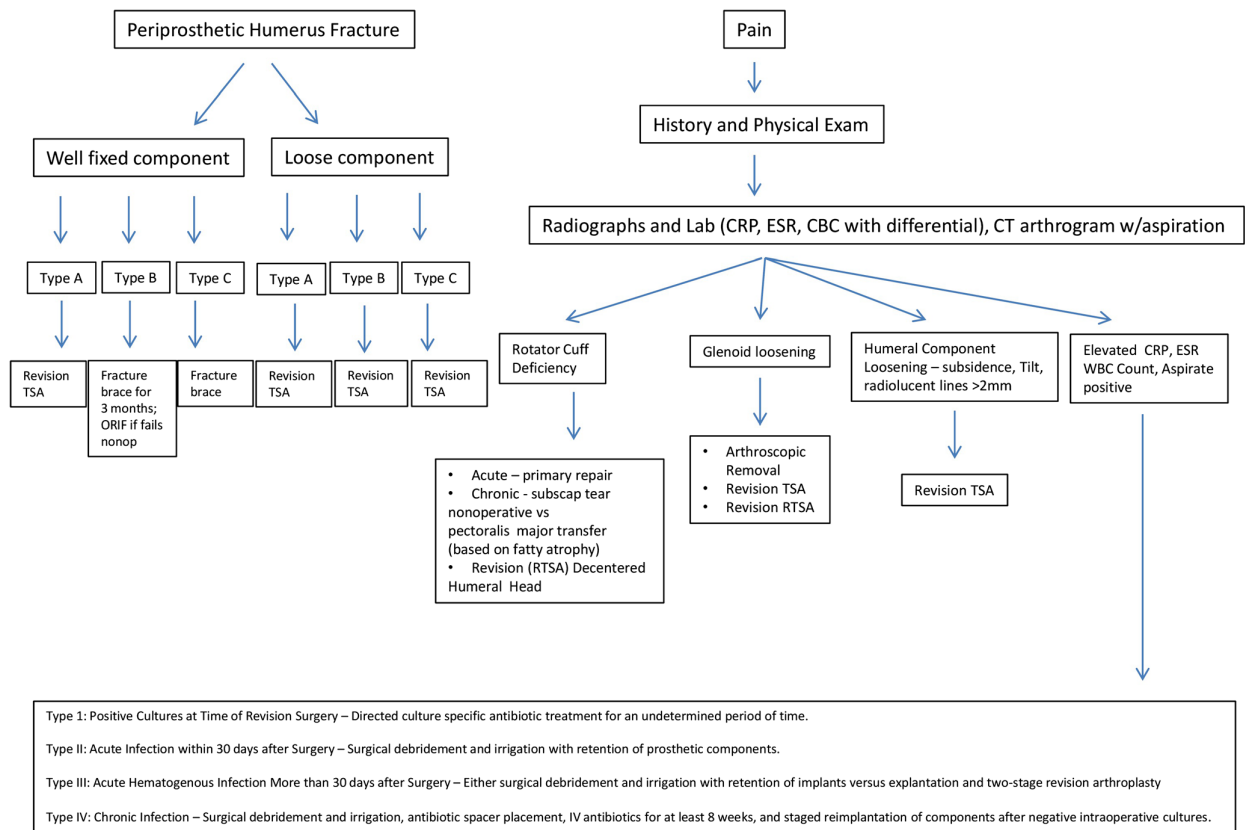 Periprosthetic Humerus Fracture
Well fixed component
Loose component
Type A
Type B
Type C
Type A
Type B
Type C
Revision
TSA
Fracture
brace for
3 months;
ORIF if fails
nonop
Fracture
brace
Revision
TSA
Revision
TSA
Revision
TSA
Pain
History and Physical Exam
Radiographs and Lab (CRP, ESR, CBC with differential), CT arthrogram w/aspiration
Rotator Cuff
Deficiency
Glenoid loosening
Humeral Component
Loosening – subsidence, Tilt,
radiolucent lines >2mm
Elevated CRP, ESR
WBC Count, Aspirate
positive
• Acute – primary repair
• Chronic - subscap tear
nonoperative vs
pectoralis major transfer
(based on fatty atrophy)
• Revision (RTSA) Decentered
Humeral Head
• Arthroscopic
Removal
• Revision TSA
• Revision RTSA
Revision TSA
Type 1: Positive Cultures at Time of Revision Surgery – Directed culture specific antibiotic treatment for an undetermined period of time.
Type II: Acute Infection within 30 days after Surgery – Surgical debridement and irrigation with retention of prosthetic components.
Type III: Acute Hematogenous Infection More than 30 days after Surgery – Either surgical debridement and irrigation with retention of implants versus explantation and two-stage revision arthroplasty
Type IV: Chronic Infection – Surgical debridement and irrigation, antibiotic spacer placement, IV antibiotics for at least 8 weeks, and staged reimplantation of components after negative intraoperative cultures.